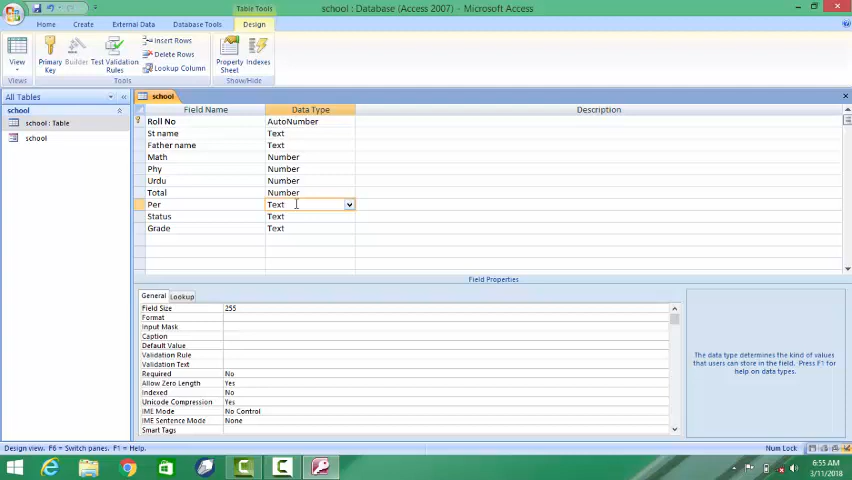 Table Tools
school : Database (Access 2007) - Microsoft Access
Home Create External Data Database Tools Design
View
Primary Key
Builder
Test Validation Rules
Insert Rows
Delete Rows
Lookup Column
Property Sheet
Indexes
Views Tools Show/Hide
All Tables
school
school : Table
school
school
Field Name Data Type Description
Roll No AutoNumber
St name Text
Father name Text
Math Number
Phy Number
Urdu Number
Total Number
Per Text
Status Text
Grade Text
Field Properties
General Lookup
Field Size 255
Format
Input Mask
Caption
Default Value
Validation Rule
Validation Text
Required No
Allow Zero Length Yes
Indexed No
Unicode Compression Yes
IME Mode No Control
IME Sentence Mode None
Smart Tags
The data type determines the kind of values
that users can store in the field. Press F1 for
help on data types.
Design view. F6 = Switch panes. F1 = Help.
Num Lock
6:55 AM
3/11/2018